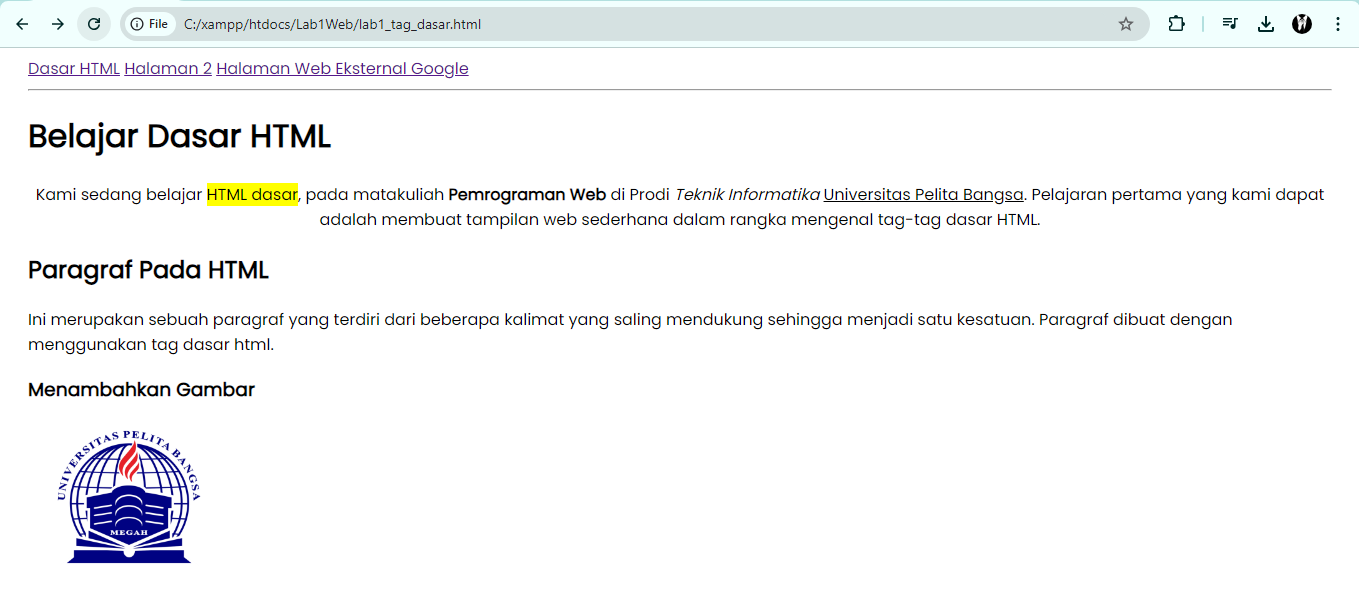 File C:/xampp/htdocs/Lab1Web/lab1_tag_dasar.html
Dasar HTML Halaman 2 Halaman Web Eksternal Google
Belajar Dasar HTML
Kami sedang belajar HTML dasar, pada matakuliah Pemrograman Web di Prodi Teknik Informatika Universitas Pelita Bangsa. Pelajaran pertama yang kami dapat
adalah membuat tampilan web sederhana dalam rangka mengenal tag-tag dasar HTML.
Paragraf Pada HTML
Ini merupakan sebuah paragraf yang terdiri dari beberapa kalimat yang saling mendukung sehingga menjadi satu kesatuan. Paragraf dibuat dengan
menggunakan tag dasar html.
Menambahkan Gambar
UNIVERSITAS PELITA BANGSA
MEGAH